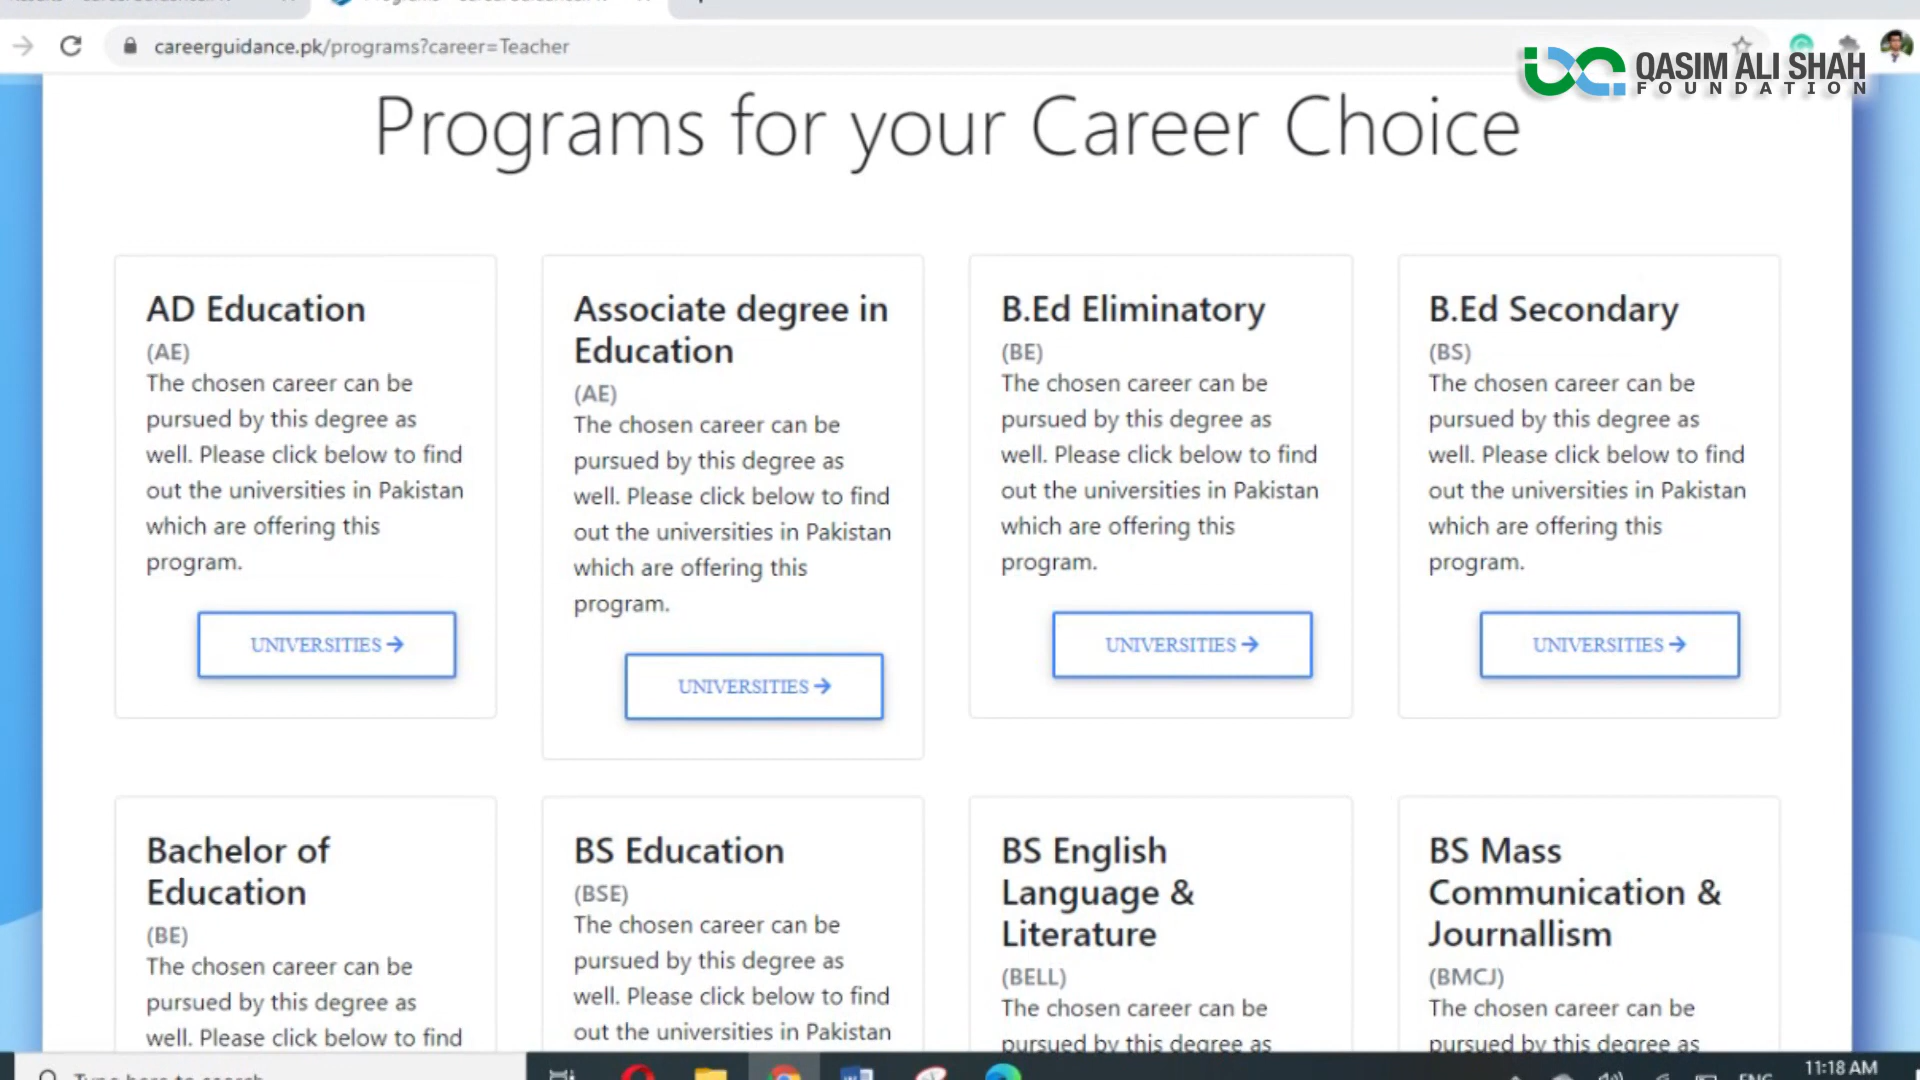 careerguidance.pk/programs?career=Teacher
QASIM ALI SHAH
FOUNDATION
Programs for your Career Choice
AD Education
(AE)
The chosen career can be
pursued by this degree as
well. Please click below to find
out the universities in Pakistan
which are offering this
program.
UNIVERSITIES →
Associate degree in
Education
(AE)
The chosen career can be
pursued by this degree as
well. Please click below to find
out the universities in Pakistan
which are offering this
program.
UNIVERSITIES →
B.Ed Eliminatory
(BE)
The chosen career can be
pursued by this degree as
well. Please click below to find
out the universities in Pakistan
which are offering this
program.
UNIVERSITIES →
B.Ed Secondary
(BS)
The chosen career can be
pursued by this degree as
well. Please click below to find
out the universities in Pakistan
which are offering this
program.
UNIVERSITIES →
Bachelor of
Education
(BE)
The chosen career can be
pursued by this degree as
well. Please click below to find
BS Education
(BSE)
The chosen career can be
pursued by this degree as
well. Please click below to find
out the universities in Pakistan
BS English
Language &
Literature
(BELL)
The chosen career can be
pursued by this degree as
BS Mass
Communication &
Journallism
(BMCJ)
The chosen career can be
pursued by this degree as
Type here to search
ENG
11:18 AM